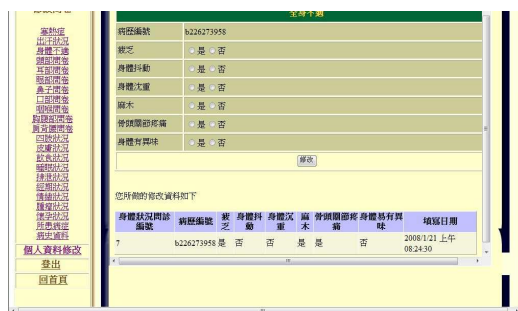 寒熱症
出汗狀況
身體不適
頭部問卷
耳部問卷
眼部問卷
鼻子問卷
口部問卷
咽喉問卷
胸腹部問卷
肩背腰問卷
四肢狀況
皮膚狀況
飲食狀況
睡眠狀況
排泄狀況
經期狀況
情緒狀況
腫瘤狀況
懷孕狀況
所患病症
病史資料
個人資料修改
登出
回首頁
全身不適
病歷編號 b226273958
疲乏 是 否
身體抖動 是 否
身體沈重 是 否
麻木 是 否
骨頭關節疼痛 是 否
身體有異味 是 否
修改
您所做的修改資料如下
身體狀況問診編號 病歷編號 疲乏 身體抖動 身體沉重 麻木 骨頭關節疼痛 身體易有異味 填寫日期
7 b226273958 是 否 否 是 是 否 2008/1/21 上午 08:24:30